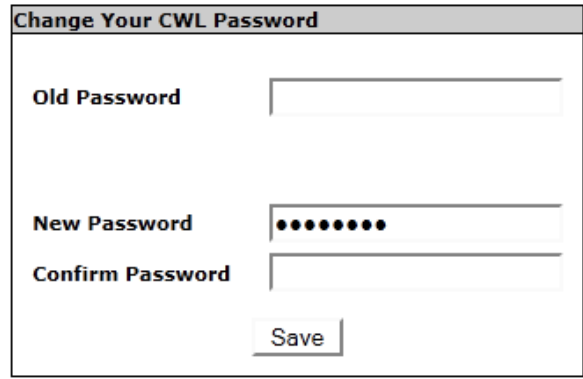 Change Your CWL Password
Old Password
New Password ••••••••
Confirm Password
Save